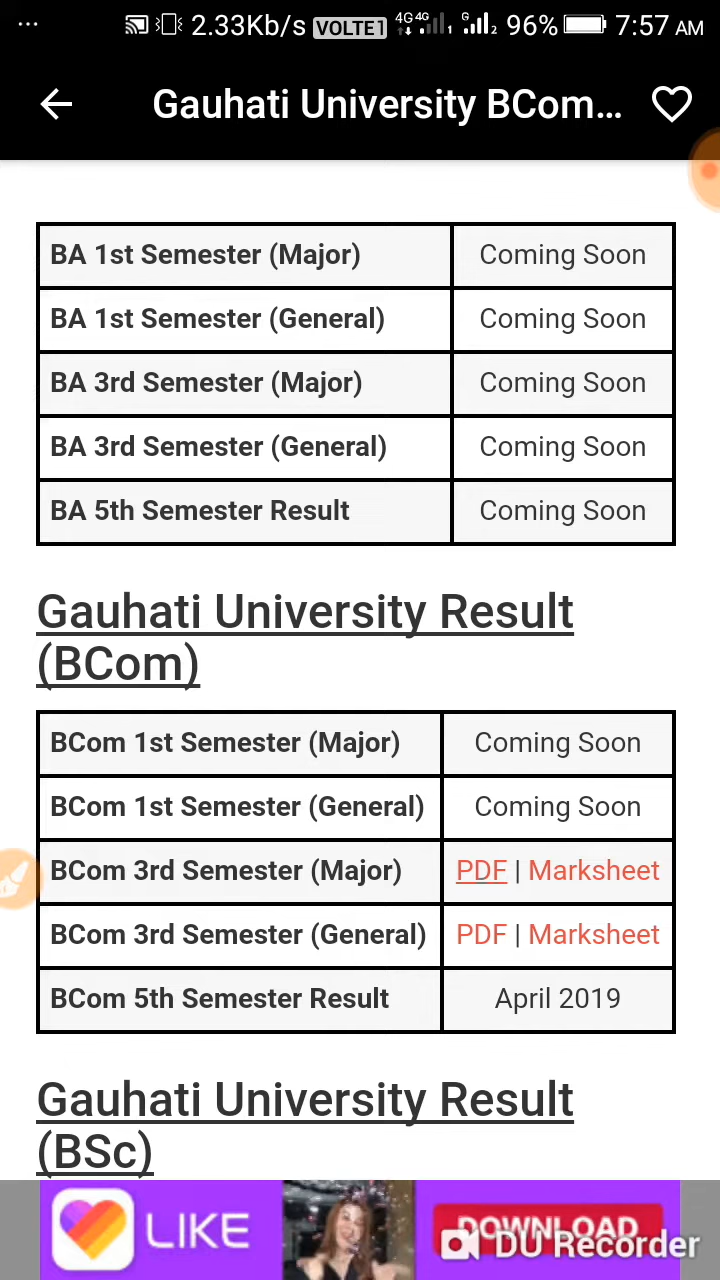 ... 2.33Kb/s VOLTE1 4G 4G 1 G 2 96% 7:57 AM
Gauhati University BCom...
BA 1st Semester (Major) Coming Soon
BA 1st Semester (General) Coming Soon
BA 3rd Semester (Major) Coming Soon
BA 3rd Semester (General) Coming Soon
BA 5th Semester Result Coming Soon
Gauhati University Result
(BCom)
BCom 1st Semester (Major) Coming Soon
BCom 1st Semester (General) Coming Soon
BCom 3rd Semester (Major) PDF | Marksheet
BCom 3rd Semester (General) PDF | Marksheet
BCom 5th Semester Result April 2019
Gauhati University Result
(BSc)
LIKE DOWNLOAD
DU Recorder